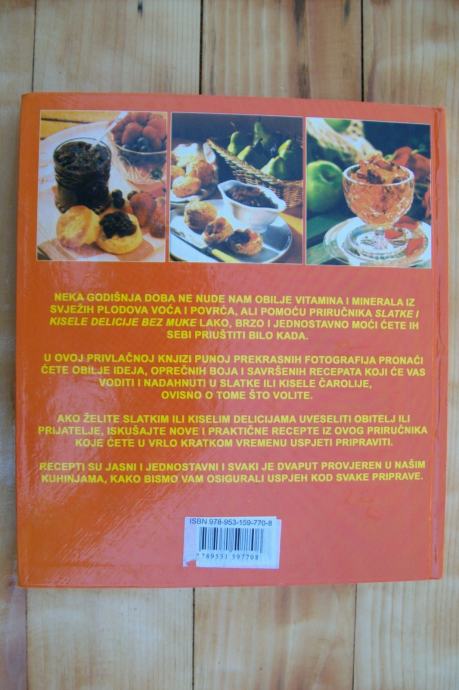 NEKA GODIŠNJA DOBA NE NUDE NAM OBILJE VITAMINA I MINERALA IZ
SVJEŽIH PLODOVA VOĆA I POVRĆA, ALI POMOĆU PRIRUČNIKA SLATKE I
KISELE DELICIJE BEZ MUKE LAKO, BRZO I JEDNOSTAVNO MOĆI ĆETE IH
SEBI PRIUŠTITI BILO KADA.
U OVOJ PRIVLAČNOJ KNJIZI PUNOJ PREKRASNIH FOTOGRAFIJA PRONAĆI
ĆETE OBILJE IDEJA, OPREČNIH BOJA I SAVRŠENIH RECEPATA KOJI ĆE VAS
VODITI I NADAHNUTI U SLATKE ILI KISELE ČAROLIJE,
OVISNO O TOME ŠTO VOLITE.
AKO ŽELITE SLATKIM ILI KISELIM DELICIJAMA UVESELITI OBITELJ ILI
PRIJATELJE, ISKUŠAJTE NOVE I PRAKTIČNE RECEPTE IZ OVOG PRIRUČNIKA
KOJE ĆETE U VRLO KRATKOM VREMENU USPJETI PRIPRAVITI.
RECEPTI SU JASNI I JEDNOSTAVNI I SVAKI JE DVAPUT PROVJEREN U NAŠIM
KUHINJAMA, KAKO BISMO VAM OSIGURALI USPJEH KOD SVAKE PRIPRAVE.
ISBN 978-953-159-770-8
9 789531 597708